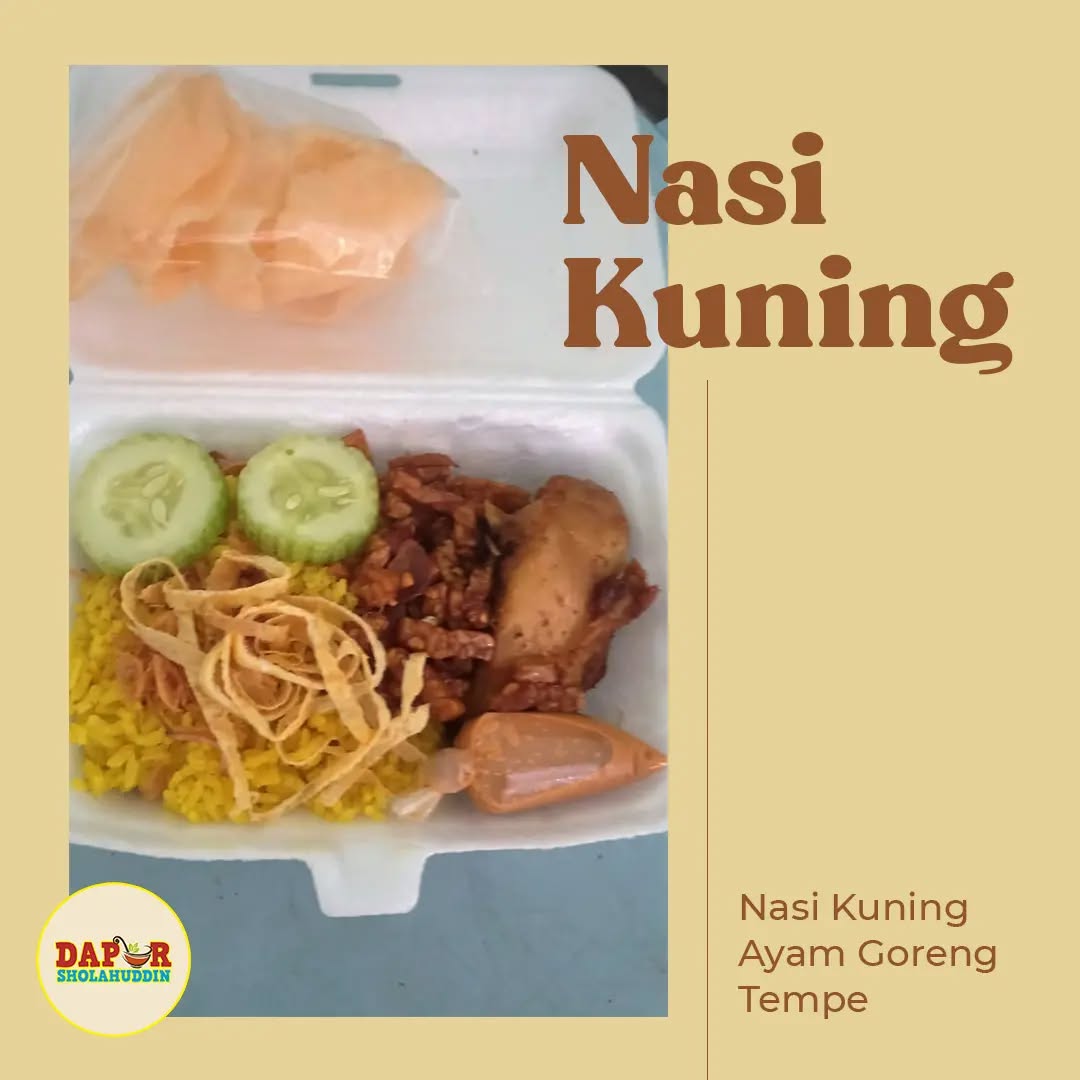 Nasi
Kuning
Nasi Kuning
Ayam Goreng
Tempe
DAPUR
SHOLAHUDDIN